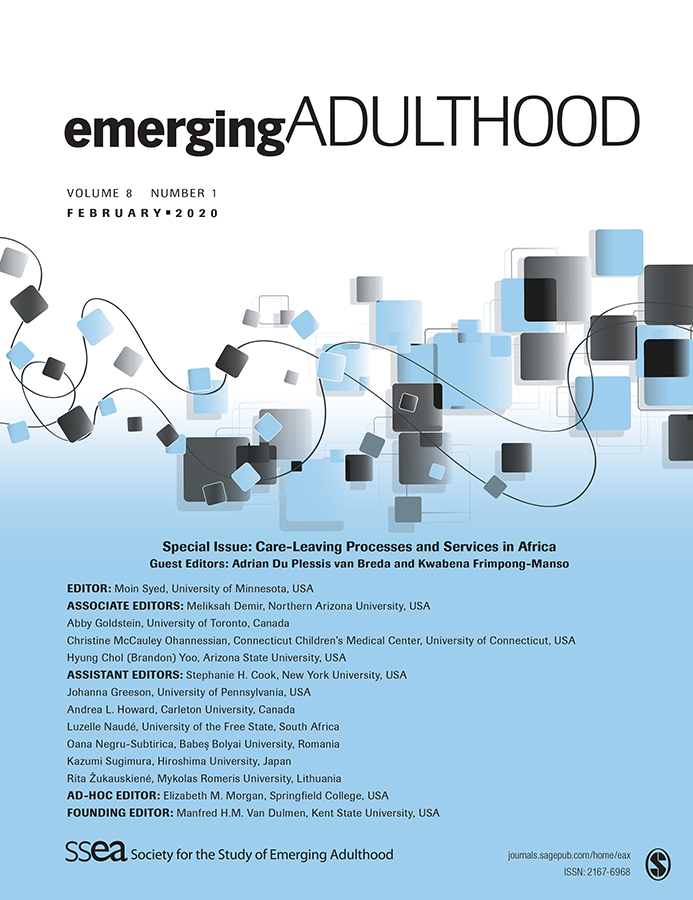 emergingADULTHOOD
VOLUME 8 NUMBER 1
FEBRUARY▪2020
Special Issue: Care-Leaving Processes and Services in Africa
Guest Editors: Adrian Du Plessis van Breda and Kwabena Frimpong-Manso
EDITOR: Moin Syed, University of Minnesota, USA
ASSOCIATE EDITORS: Meliksah Demir, Northern Arizona University, USA
Abby Goldstein, University of Toronto, Canada
Christine McCauley Ohannessian, Connecticut Children's Medical Center, University of Connecticut, USA
Hyung Chol (Brandon) Yoo, Arizona State University, USA
ASSISTANT EDITORS: Stephanie H. Cook, New York University, USA
Johanna Greeson, University of Pennsylvania, USA
Andrea L. Howard, Carleton University, Canada
Luzelle Naudé, University of the Free State, South Africa
Oana Negru-Subtirica, Babeş Bolyai University, Romania
Kazumi Sugimura, Hiroshima University, Japan
Rita Žukauskiené, Mykolas Romeris University, Lithuania
AD-HOC EDITOR: Elizabeth M. Morgan, Springfield College, USA
FOUNDING EDITOR: Manfred H.M. Van Dulmen, Kent State University, USA
ssea Society for the Study of Emerging Adulthood
journals.sagepub.com/home/eax
ISSN: 2167-6968
S